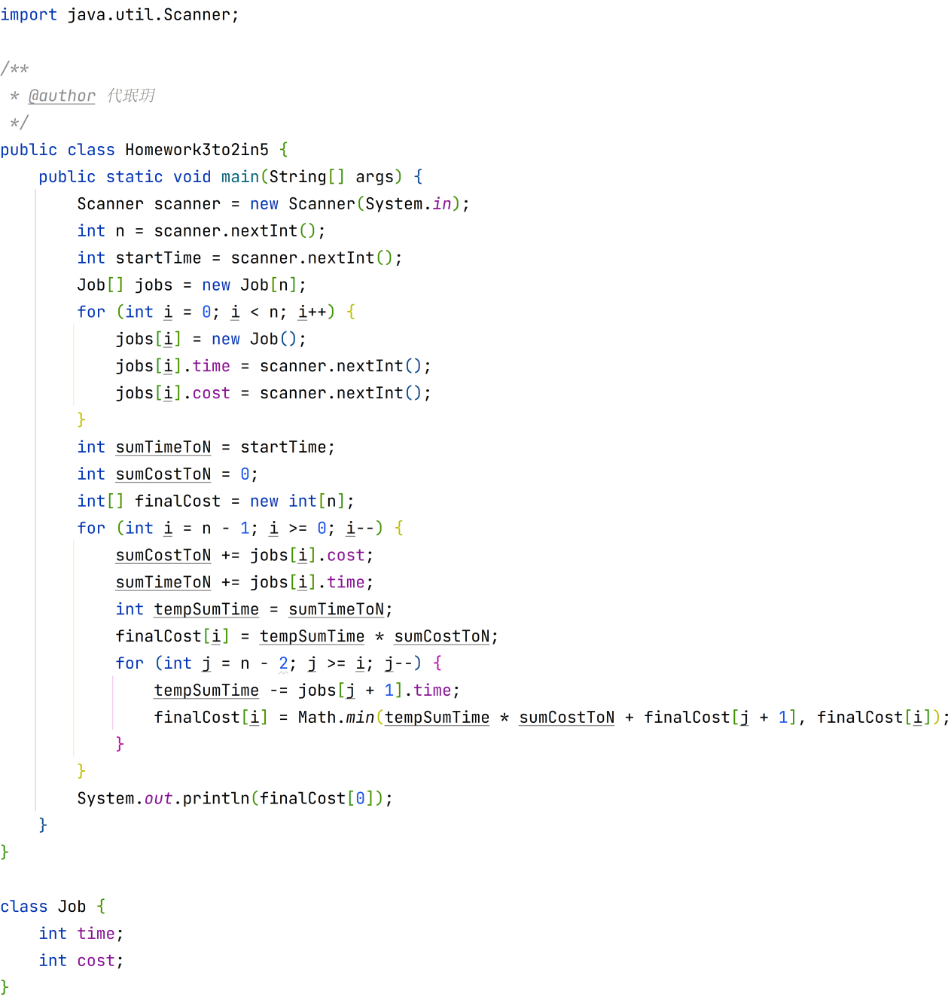 import java.util.Scanner;
/**
 * @author 代珉玥
 */
public class Homework3to2in5 {
    public static void main(String[] args) {
        Scanner scanner = new Scanner(System.in);
        int n = scanner.nextInt();
        int startTime = scanner.nextInt();
        Job[] jobs = new Job[n];
        for (int i = 0; i < n; i++) {
            jobs[i] = new Job();
            jobs[i].time = scanner.nextInt();
            jobs[i].cost = scanner.nextInt();
        }
        int sumTimeToN = startTime;
        int sumCostToN = 0;
        int[] finalCost = new int[n];
        for (int i = n - 1; i >= 0; i--) {
            sumCostToN += jobs[i].cost;
            sumTimeToN += jobs[i].time;
            int tempSumTime = sumTimeToN;
            finalCost[i] = tempSumTime * sumCostToN;
            for (int j = n - 2; j >= i; j--) {
                tempSumTime -= jobs[j + 1].time;
                finalCost[i] = Math.min(tempSumTime * sumCostToN + finalCost[j + 1], finalCost[i]);
            }
        }
        System.out.println(finalCost[0]);
    }
}
class Job {
    int time;
    int cost;
}